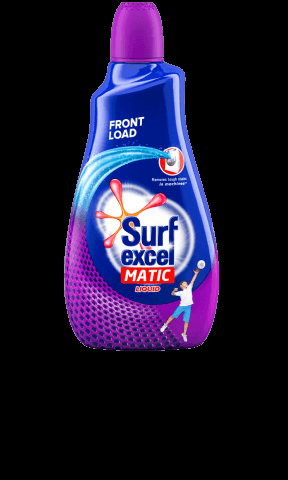 FRONT
LOAD
Removes tough stains
in machines*
Surf
excel
MATIC
LIQUID